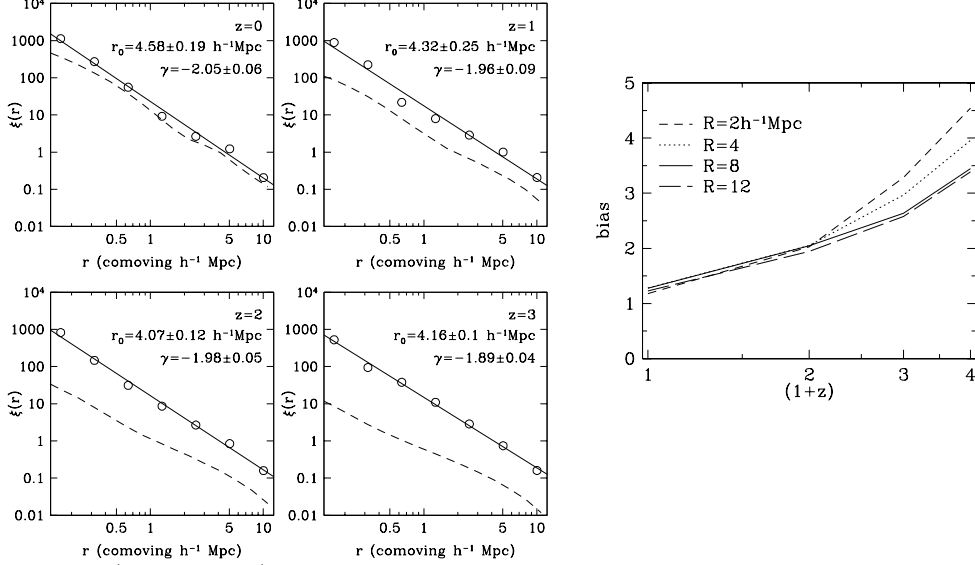 10⁴
1000
100
10
1
0.1
0.01
ξ(r)
z=0
r₀=4.58±0.19 h⁻¹Mpc
γ=−2.05±0.06
0.5 1 5 10
r (comoving h⁻¹ Mpc)
10⁴
1000
100
10
1
0.1
0.01
ξ(r)
z=1
r₀=4.32±0.25 h⁻¹Mpc
γ=−1.96±0.09
0.5 1 5 10
r (comoving h⁻¹ Mpc)
10⁴
1000
100
10
1
0.1
0.01
ξ(r)
z=2
r₀=4.07±0.12 h⁻¹Mpc
γ=−1.98±0.05
0.5 1 5 10
r (comoving h⁻¹ Mpc)
10⁴
1000
100
10
1
0.1
0.01
ξ(r)
z=3
r₀=4.16±0.1 h⁻¹Mpc
γ=−1.89±0.04
0.5 1 5 10
r (comoving h⁻¹ Mpc)
5
4
3
2
1
0
bias
R=2h⁻¹Mpc
R=4
R=8
R=12
1 2 3 4
(1+z)